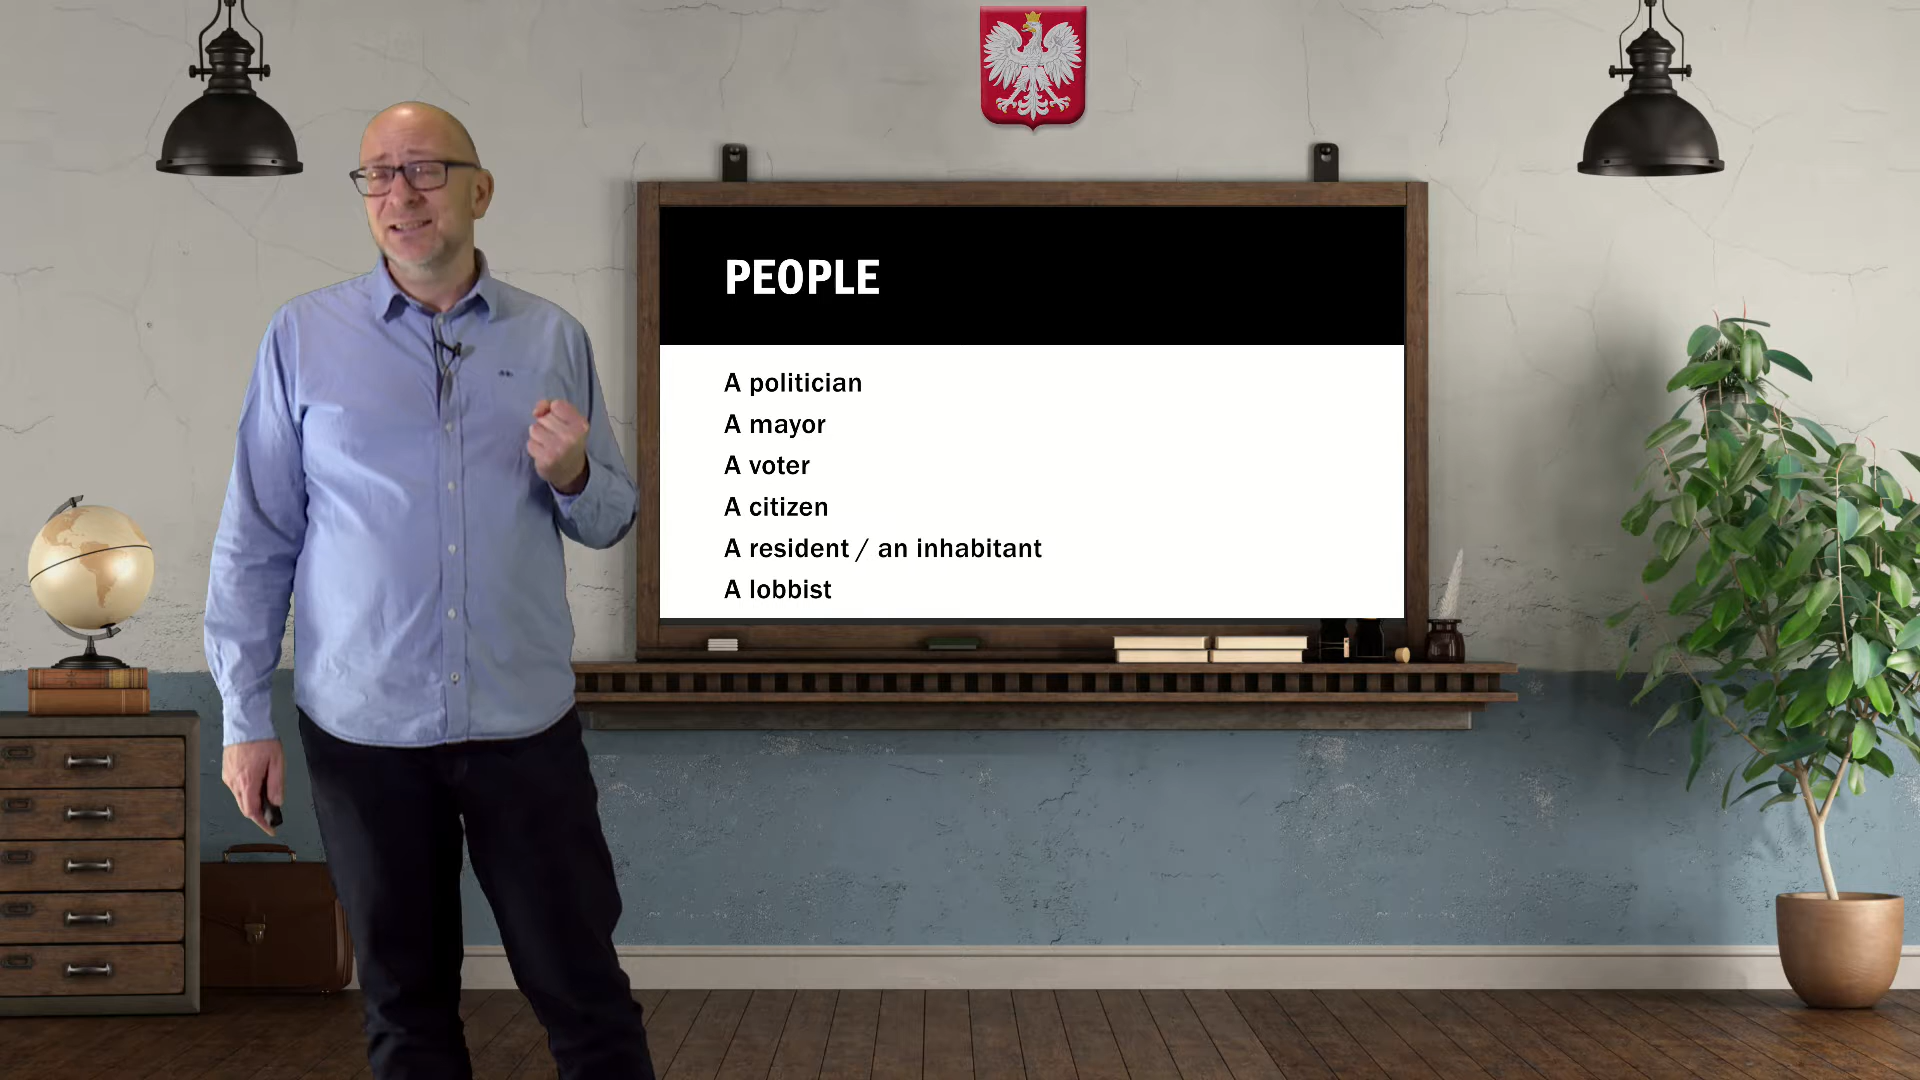 PEOPLE
A politician
A mayor
A voter
A citizen
A resident / an inhabitant
A lobbist